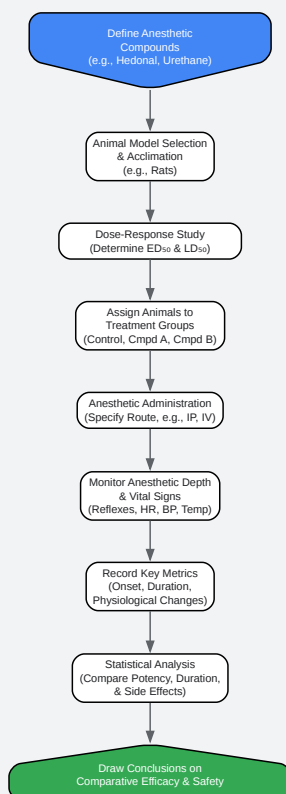 Define Anesthetic
Compounds
(e.g., Hedonal, Urethane)
Animal Model Selection
& Acclimation
(e.g., Rats)
Dose-Response Study
(Determine ED₅₀ & LD₅₀)
Assign Animals to
Treatment Groups
(Control, Cmpd A, Cmpd B)
Anesthetic Administration
(Specify Route, e.g., IP, IV)
Monitor Anesthetic Depth
& Vital Signs
(Reflexes, HR, BP, Temp)
Record Key Metrics
(Onset, Duration,
Physiological Changes)
Statistical Analysis
(Compare Potency, Duration,
& Side Effects)
Draw Conclusions on
Comparative Efficacy & Safety